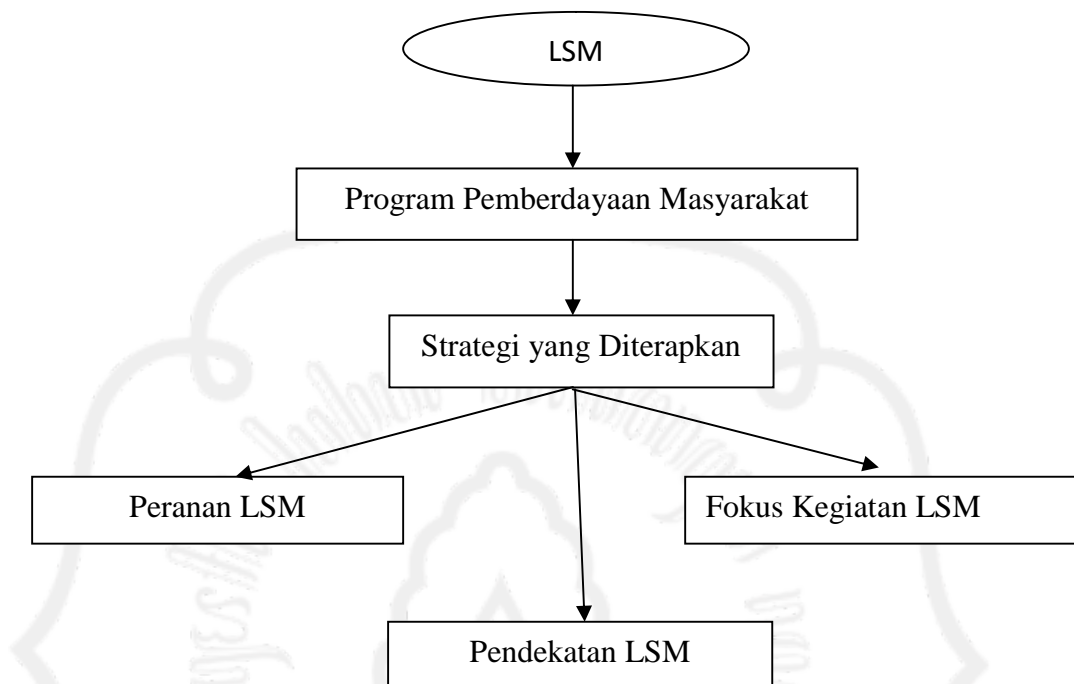 LSM
Program Pemberdayaan Masyarakat
Strategi yang Diterapkan
Peranan LSM
Fokus Kegiatan LSM
Pendekatan LSM